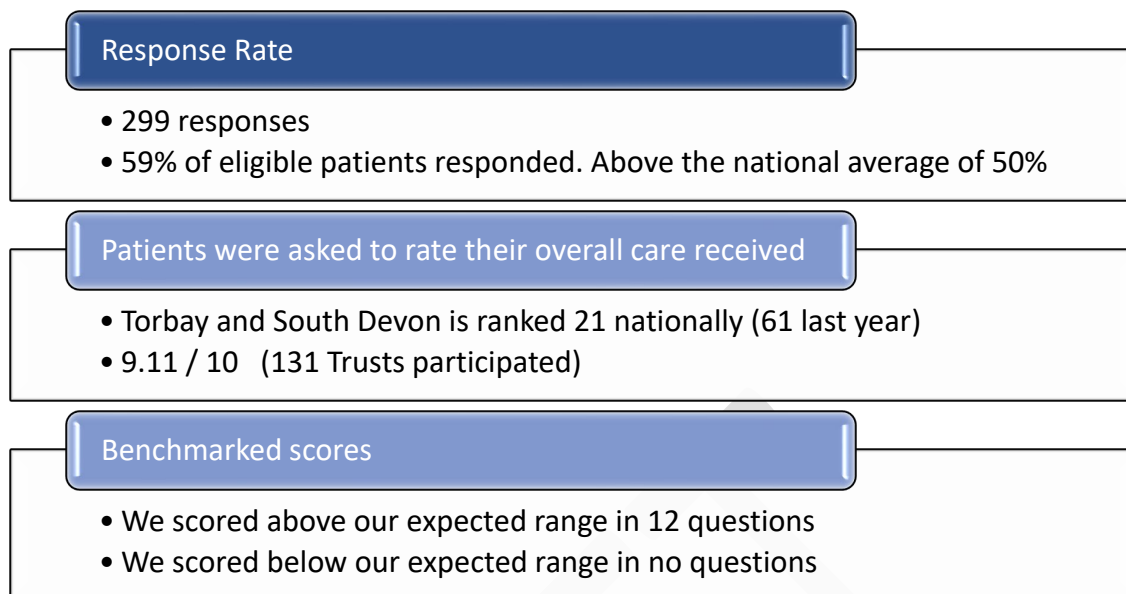 Response Rate
• 299 responses
• 59% of eligible patients responded. Above the national average of 50%
Patients were asked to rate their overall care received
• Torbay and South Devon is ranked 21 nationally (61 last year)
• 9.11 / 10 (131 Trusts participated)
Benchmarked scores
• We scored above our expected range in 12 questions
• We scored below our expected range in no questions